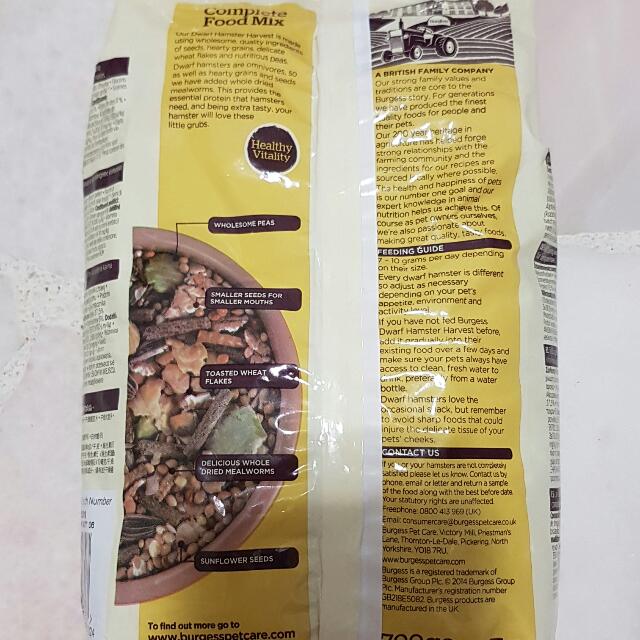 Complete
Food Mix
Our Dwarf Hamster Harvest is made
using wholesome, quality ingredients
of seeds, hearty grains, delicate
wheat flakes and nutritious peas.
Dwarf hamsters are omnivores, so
as well as hearty grains and seeds
we have added whole dried
mealworms. This provides the
essential protein that hamsters
need, and being extra tasty, your
hamster will love these
little grubs.
Healthy
Vitality
WHOLESOME PEAS
SMALLER SEEDS FOR
SMALLER MOUTHS
TOASTED WHEAT
FLAKES
DELICIOUS WHOLE
DRIED MEALWORMS
SUNFLOWER SEEDS
To find out more go to
www.burgesspetcare.com
A BRITISH FAMILY COMPANY
Our strong family values and
traditions are core to the
Burgess story. For generations
we have produced the finest
quality foods for people and
their pets.
Our 200 year heritage in
agriculture has helped forge
strong relationships with the
farming community and the
ingredients for our recipes are
sourced locally where possible.
The health and happiness of pets
is our number one goal and our
expert knowledge in animal
nutrition helps us achieve this. Of
course as pet owners ourselves,
we're also passionate about
making great quality, tasty foods.
FEEDING GUIDE
7 - 10 grams per day depending
on their size.
Every dwarf hamster is different
so adjust as necessary
depending on your pet's
appetite, environment and
activity level.
If you have not fed Burgess
Dwarf Hamster Harvest before,
add it gradually into their
existing food over a few days and
make sure your pets always have
access to clean, fresh water to
drink, preferably from a water
bottle.
Dwarf hamsters love the
occasional snack, but remember
to avoid sharp foods that could
injure the delicate tissue of your
pets' cheeks.
CONTACT US
If you or your hamsters are not completely
satisfied please let us know. Contact us by
phone, email or letter and return a sample
of the food along with the best before date.
Your statutory rights are unaffected.
Freephone: 0800 413 969 (UK)
Email: consumercare@burgesspetcare.co.uk
Burgess Pet Care, Victory Mill, Priestman's
Lane, Thornton-Le-Dale, Pickering, North
Yorkshire, YO18 7RU.
www.burgesspetcare.com
Burgess is a registered trademark of
Burgess Group Plc. © 2014 Burgess Group
Plc. Manufacturer's registration number
GB218E5082. Burgess products are
manufactured in the UK.